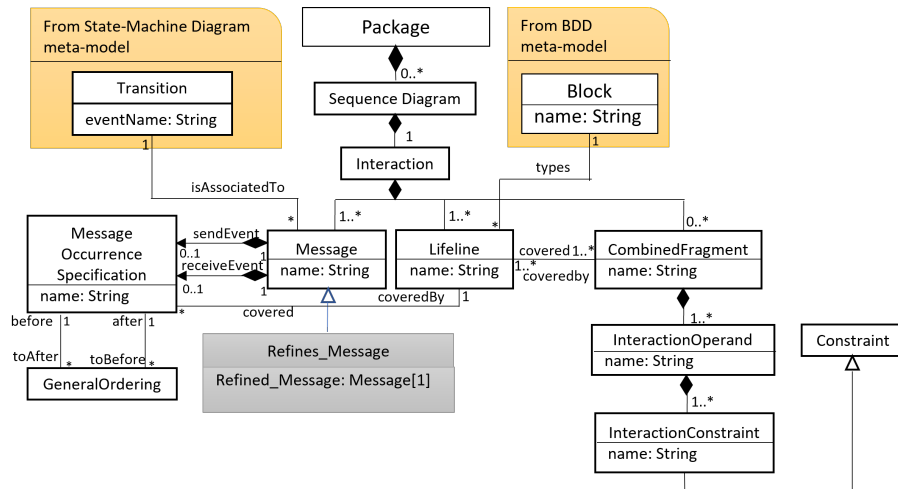 From State-Machine Diagram
meta-model
Transition
eventName: String
1
Package
0..*
Sequence Diagram
1
Interaction
From BDD
meta-model
Block
name: String
1
types
isAssociatedTo
*
1..*
1..*
*
0..*
Message
Occurrence
Specification
name: String
sendEvent
0..1
1
receiveEvent
0..1
1
Message
name: String
Lifeline
name: String
covered
1..*
1..*
coveredby
CombinedFragment
name: String
coveredBy
1
*
covered
before
1
after
1
toAfter
*
toBefore
*
GeneralOrdering
Refines_Message
Refined_Message: Message[1]
1..*
InteractionOperand
name: String
Constraint
1..*
InteractionConstraint
name: String